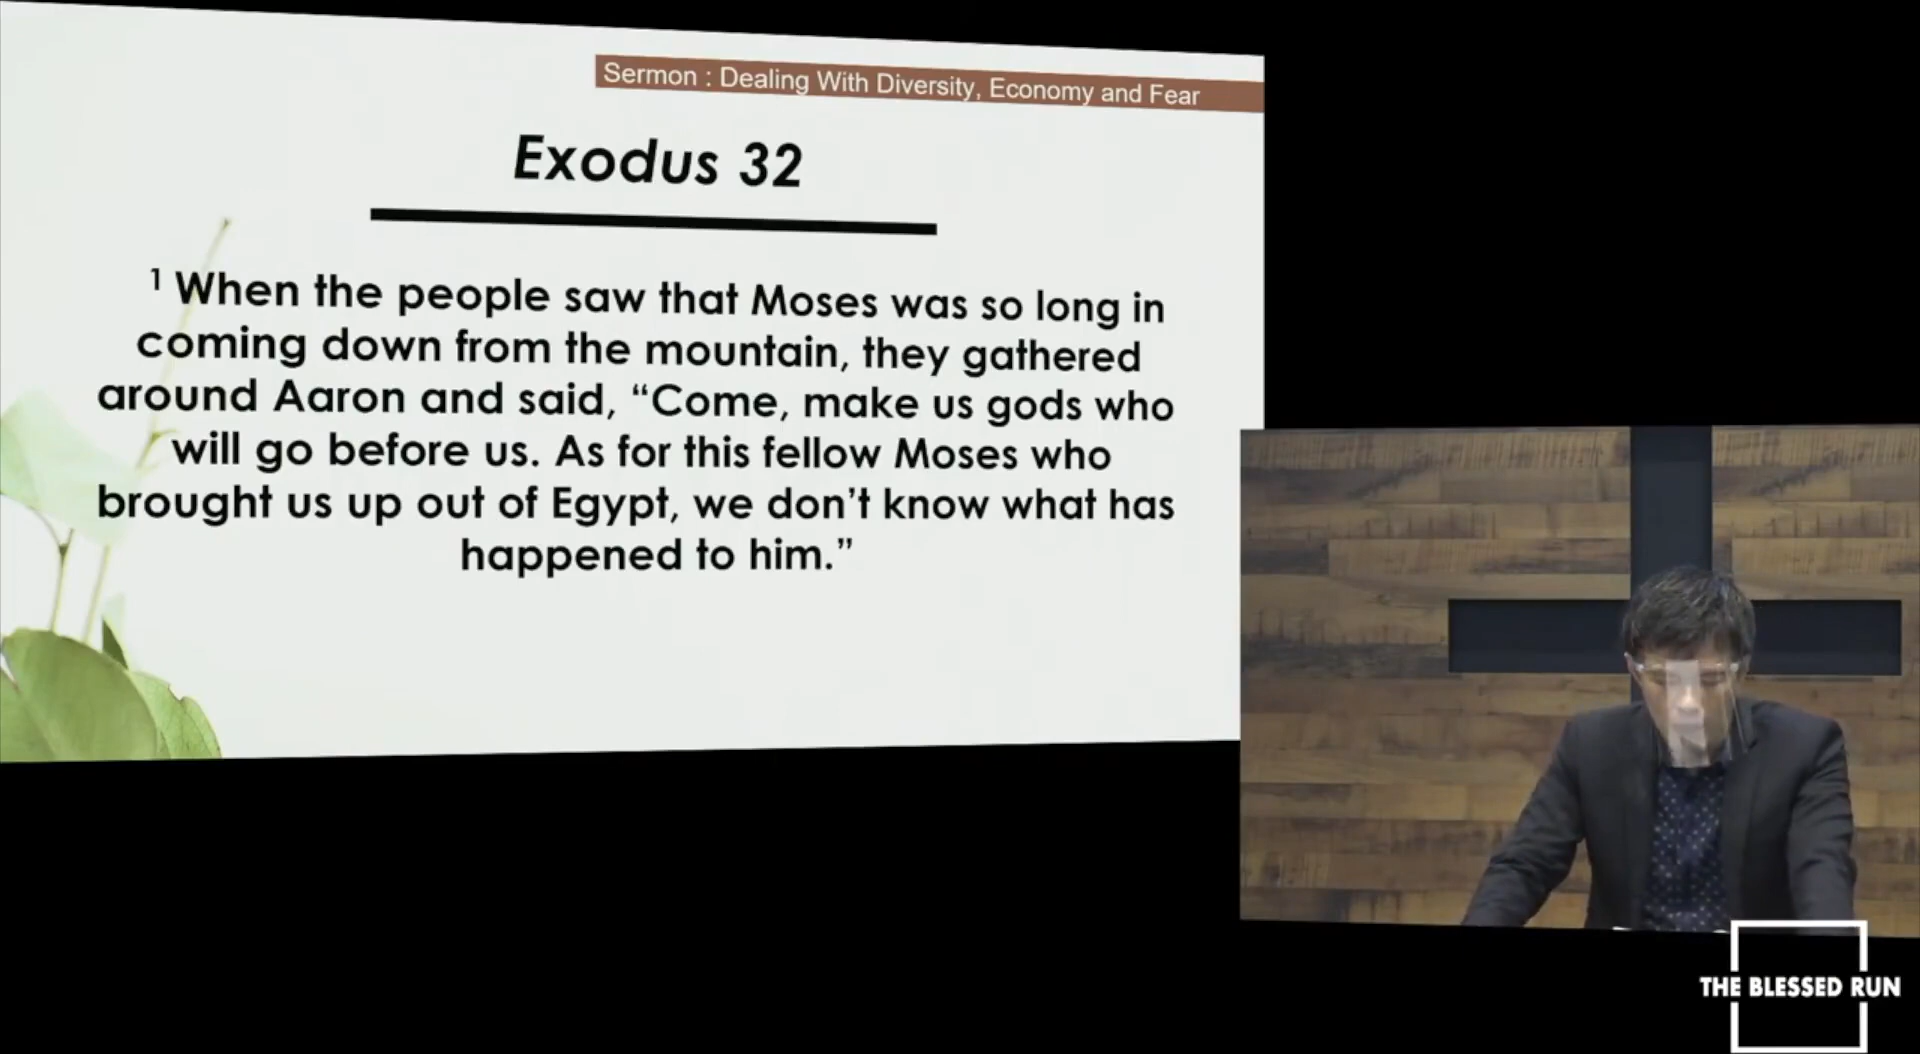 Sermon : Dealing With Diversity, Economy and Fear
Exodus 32
1 When the people saw that Moses was so long in
coming down from the mountain, they gathered
around Aaron and said, “Come, make us gods who
will go before us. As for this fellow Moses who
brought us up out of Egypt, we don’t know what has
happened to him.”
THE BLESSED RUN